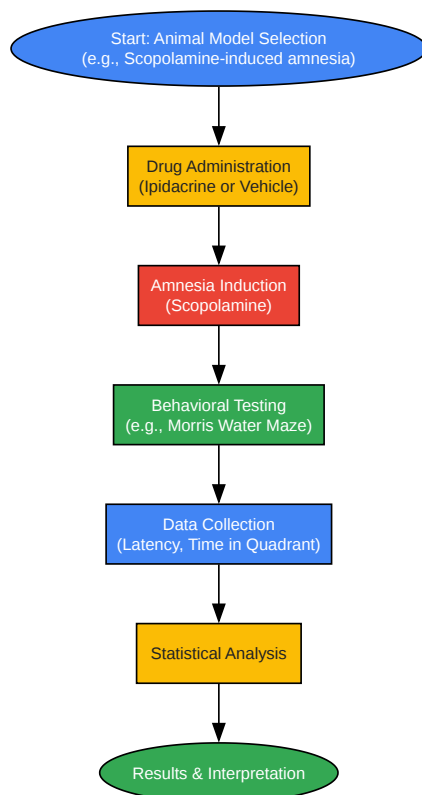 Start: Animal Model Selection
(e.g., Scopolamine-induced amnesia)
Drug Administration
(Ipidacrine or Vehicle)
Amnesia Induction
(Scopolamine)
Behavioral Testing
(e.g., Morris Water Maze)
Data Collection
(Latency, Time in Quadrant)
Statistical Analysis
Results & Interpretation